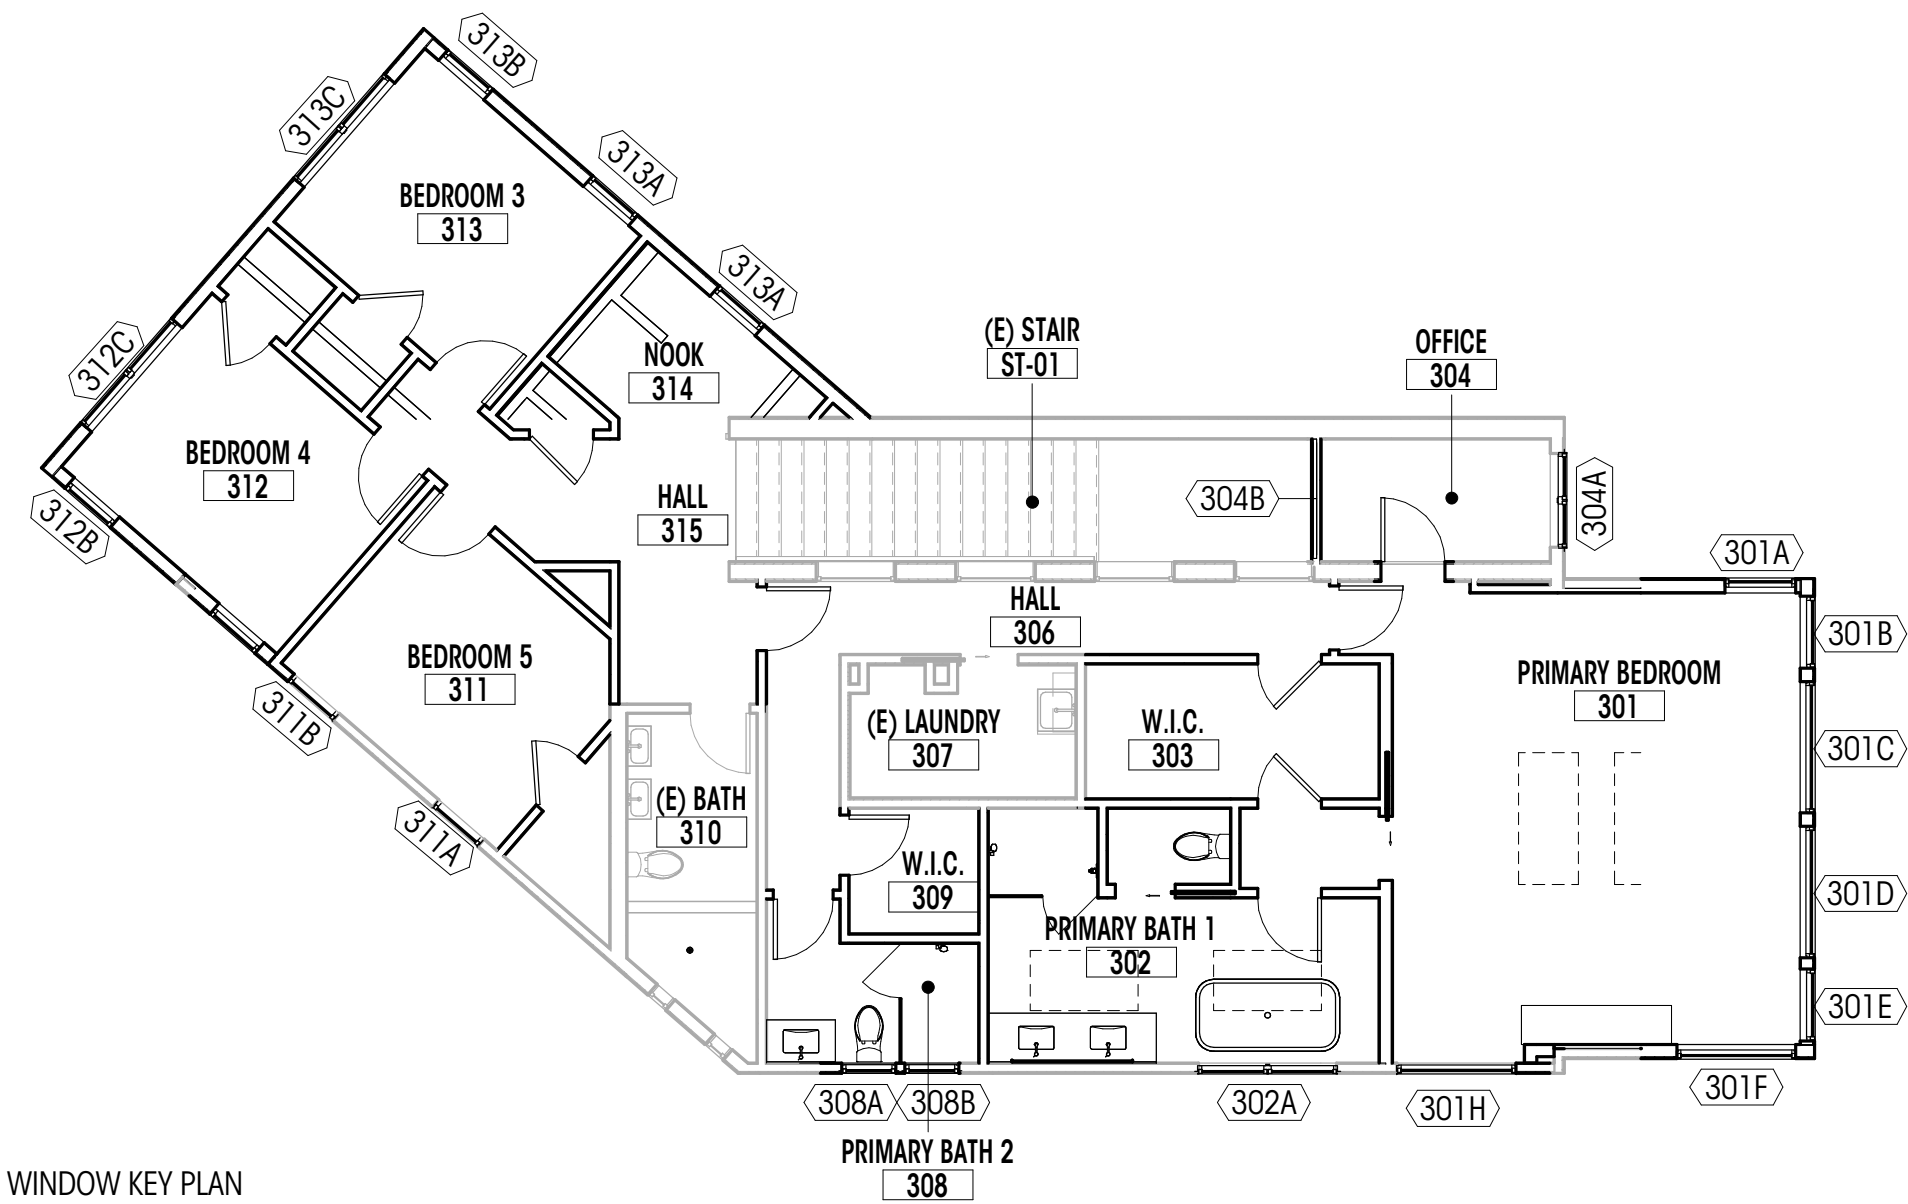 313B
313C
313A
BEDROOM 3
313
313A
312C
NOOK
314
(E) STAIR
ST-01
OFFICE
304
BEDROOM 4
312
312B
HALL
315
304B
304A
301A
HALL
306
301B
BEDROOM 5
311
311B
PRIMARY BEDROOM
301
(E) LAUNDRY
307
W.I.C.
303
301C
(E) BATH
310
311A
W.I.C.
309
301D
PRIMARY BATH 1
302
301E
308A
308B
302A
301H
301F
PRIMARY BATH 2
308
WINDOW KEY PLAN